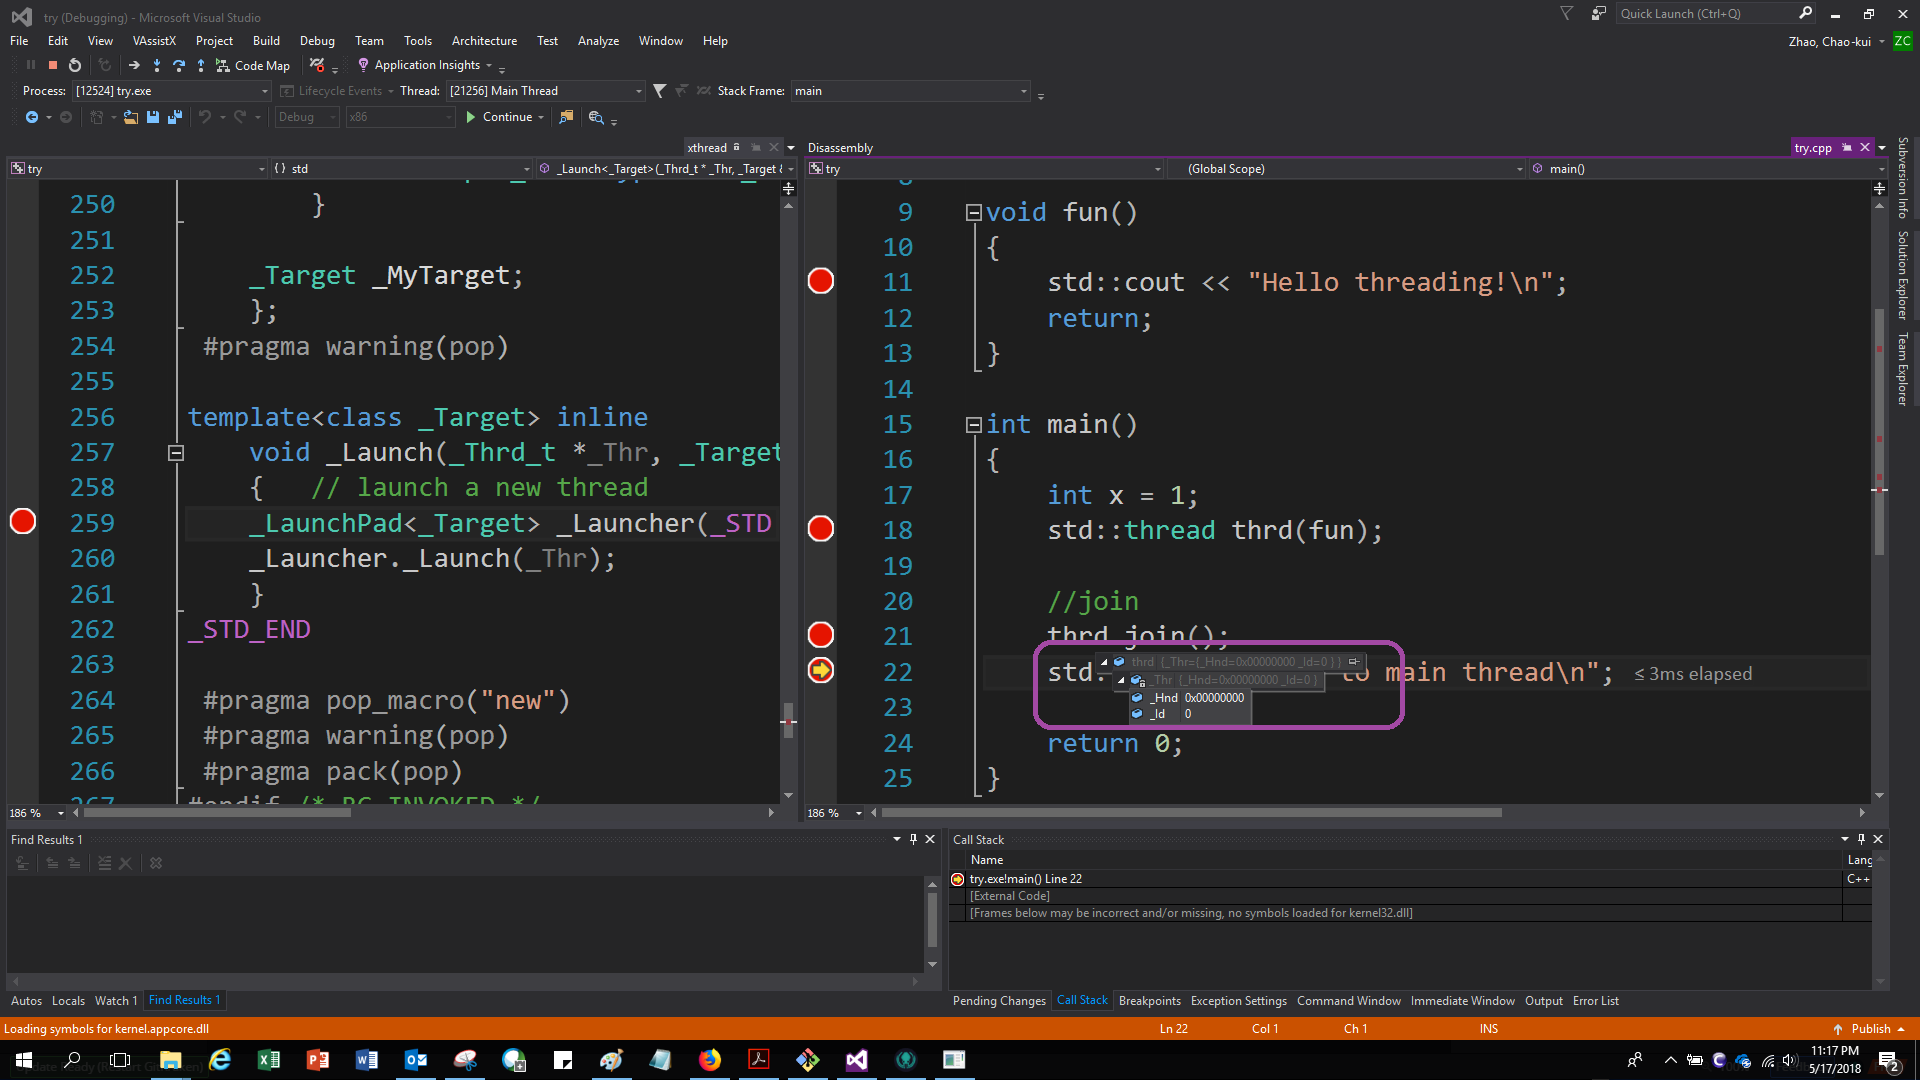 try (Debugging) - Microsoft Visual Studio
Quick Launch (Ctrl+Q)
File Edit View VAssistX Project Build Debug Team Tools Architecture Test Analyze Window Help
Zhao, Chao-kui ZC
Code Map Application Insights
Process: [12524] try.exe Lifecycle Events Thread: [21256] Main Thread Stack Frame: main
Debug x86 Continue
xthread
try {} std _Launch<_Target>(_Thrd_t * _Thr, _Target &
250 }
251
252 _Target _MyTarget;
253 };
254 #pragma warning(pop)
255
256 template<class _Target> inline
257 void _Launch(_Thrd_t *_Thr, _Target
258 { // launch a new thread
259 _LaunchPad<_Target> _Launcher(_STD
260 _Launcher._Launch(_Thr);
261 }
262 _STD_END
263
264 #pragma pop_macro("new")
265 #pragma warning(pop)
266 #pragma pack(pop)
267 #endif /* RC_INVOKED */
186 %
Disassembly
try.cpp
try (Global Scope) main()
8
9 void fun()
10 {
11 std::cout << "Hello threading!\n";
12 return;
13 }
14
15 int main()
16 {
17 int x = 1;
18 std::thread thrd(fun);
19
20 //join
21 thrd.join();
22 std: to main thread\n"; ≤ 3ms elapsed
thrd {_Thr={_Hnd=0x00000000 _Id=0 } }
_Thr {_Hnd=0x00000000 _Id=0 }
_Hnd 0x00000000
_Id 0
23
24 return 0;
25 }
186 %
Subversion Info
Solution Explorer
Team Explorer
Find Results 1
Autos Locals Watch 1 Find Results 1
Call Stack
Name Lang
try.exe!main() Line 22 C++
[External Code]
[Frames below may be incorrect and/or missing, no symbols loaded for kernel32.dll]
Pending Changes Call Stack Breakpoints Exception Settings Command Window Immediate Window Output Error List
Loading symbols for kernel.appcore.dll
Ln 22 Col 1 Ch 1 INS Publish
11:17 PM
5/17/2018
2